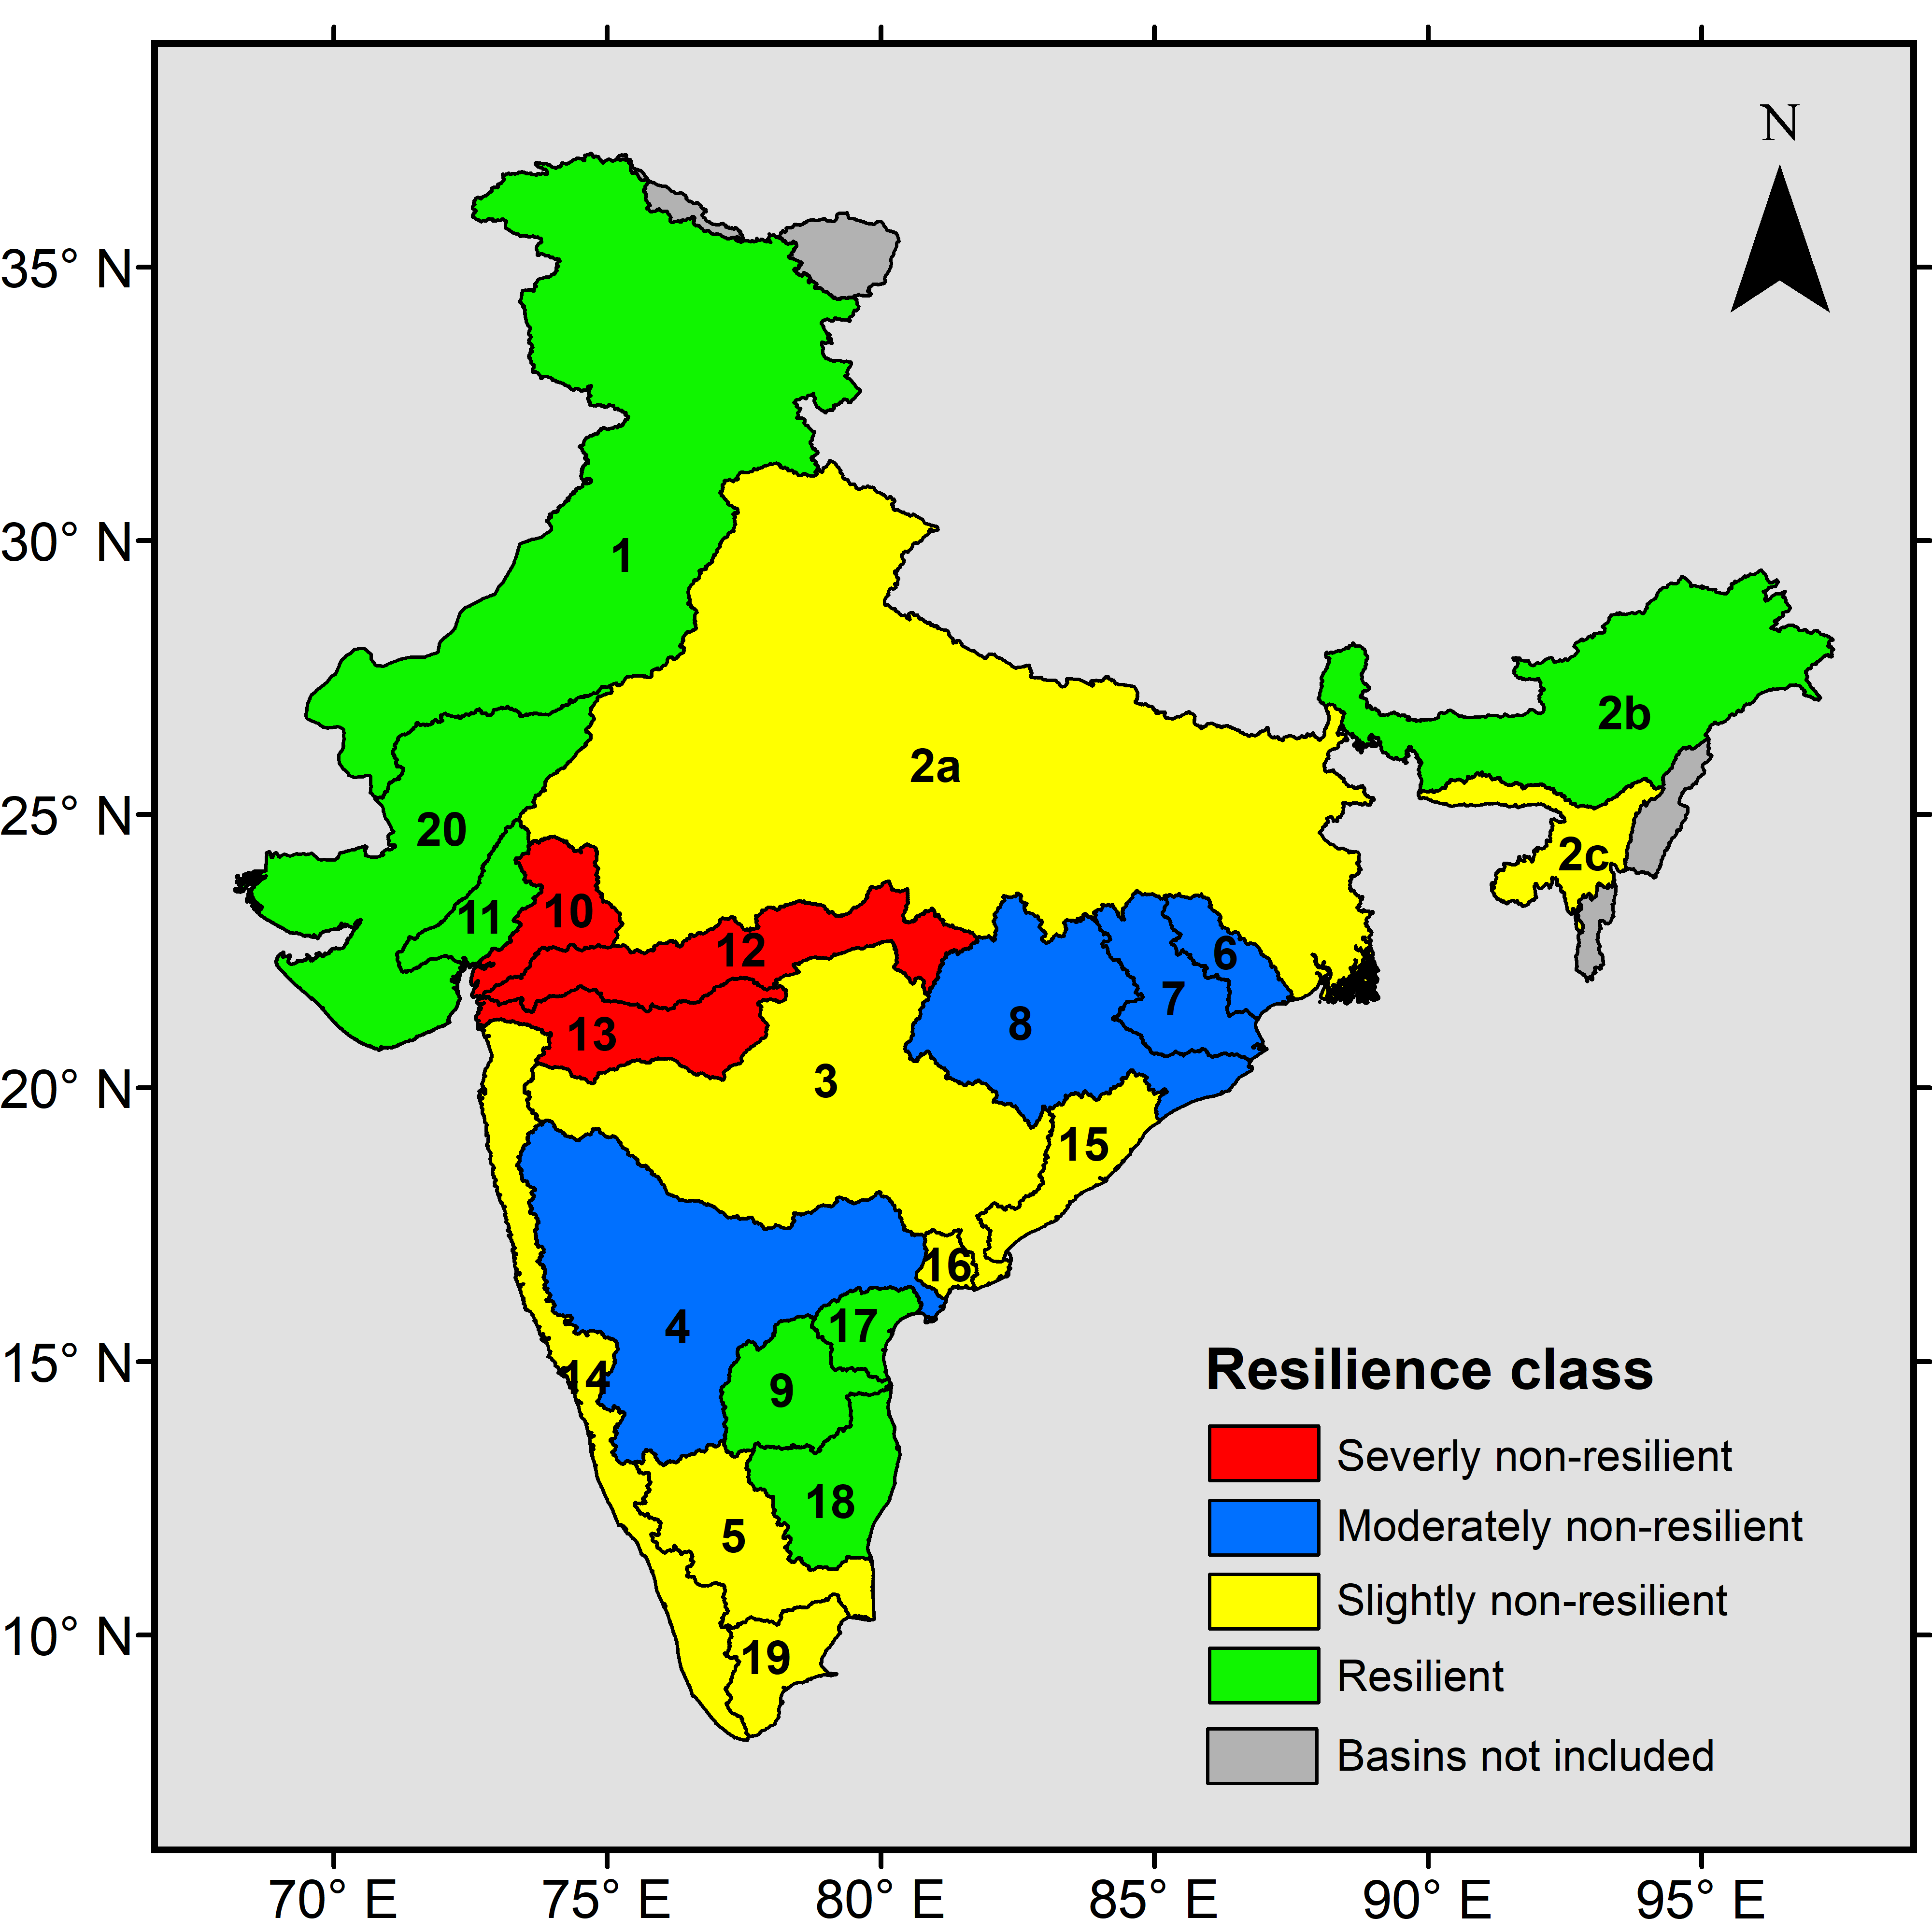 N
35° N
30° N
25° N
20° N
15° N
10° N
1
2a
2b
2c
20
11
10
12
13
6
7
8
3
15
16
4
17
14
9
18
5
19
Resilience class
Severly non-resilient
Moderately non-resilient
Slightly non-resilient
Resilient
Basins not included
70° E
75° E
80° E
85° E
90° E
95° E